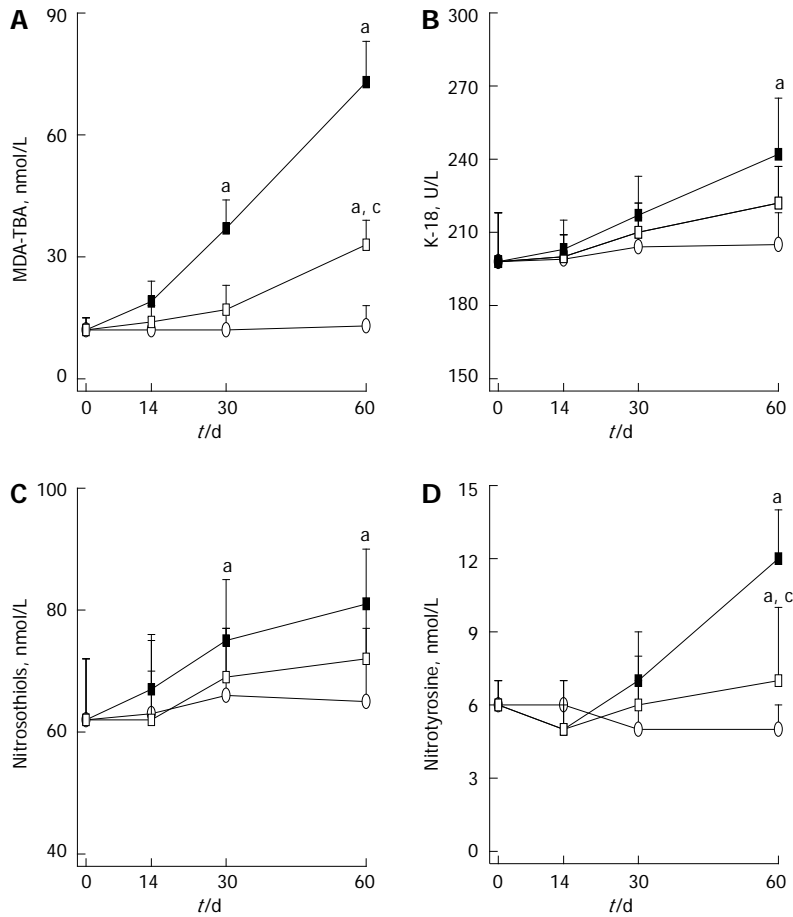 A
90
60
30
0
MDA-TBA, nmol/L
a
a
a, c
0 14 30 60
t/d
B
300
270
240
210
180
150
K-18, U/L
a
0 14 30 60
t/d
C
100
80
60
40
Nitrosothiols, nmol/L
a
a
0 14 30 60
t/d
D
15
12
9
6
3
0
Nitrotyrosine, nmol/L
a
a, c
0 14 30 60
t/d